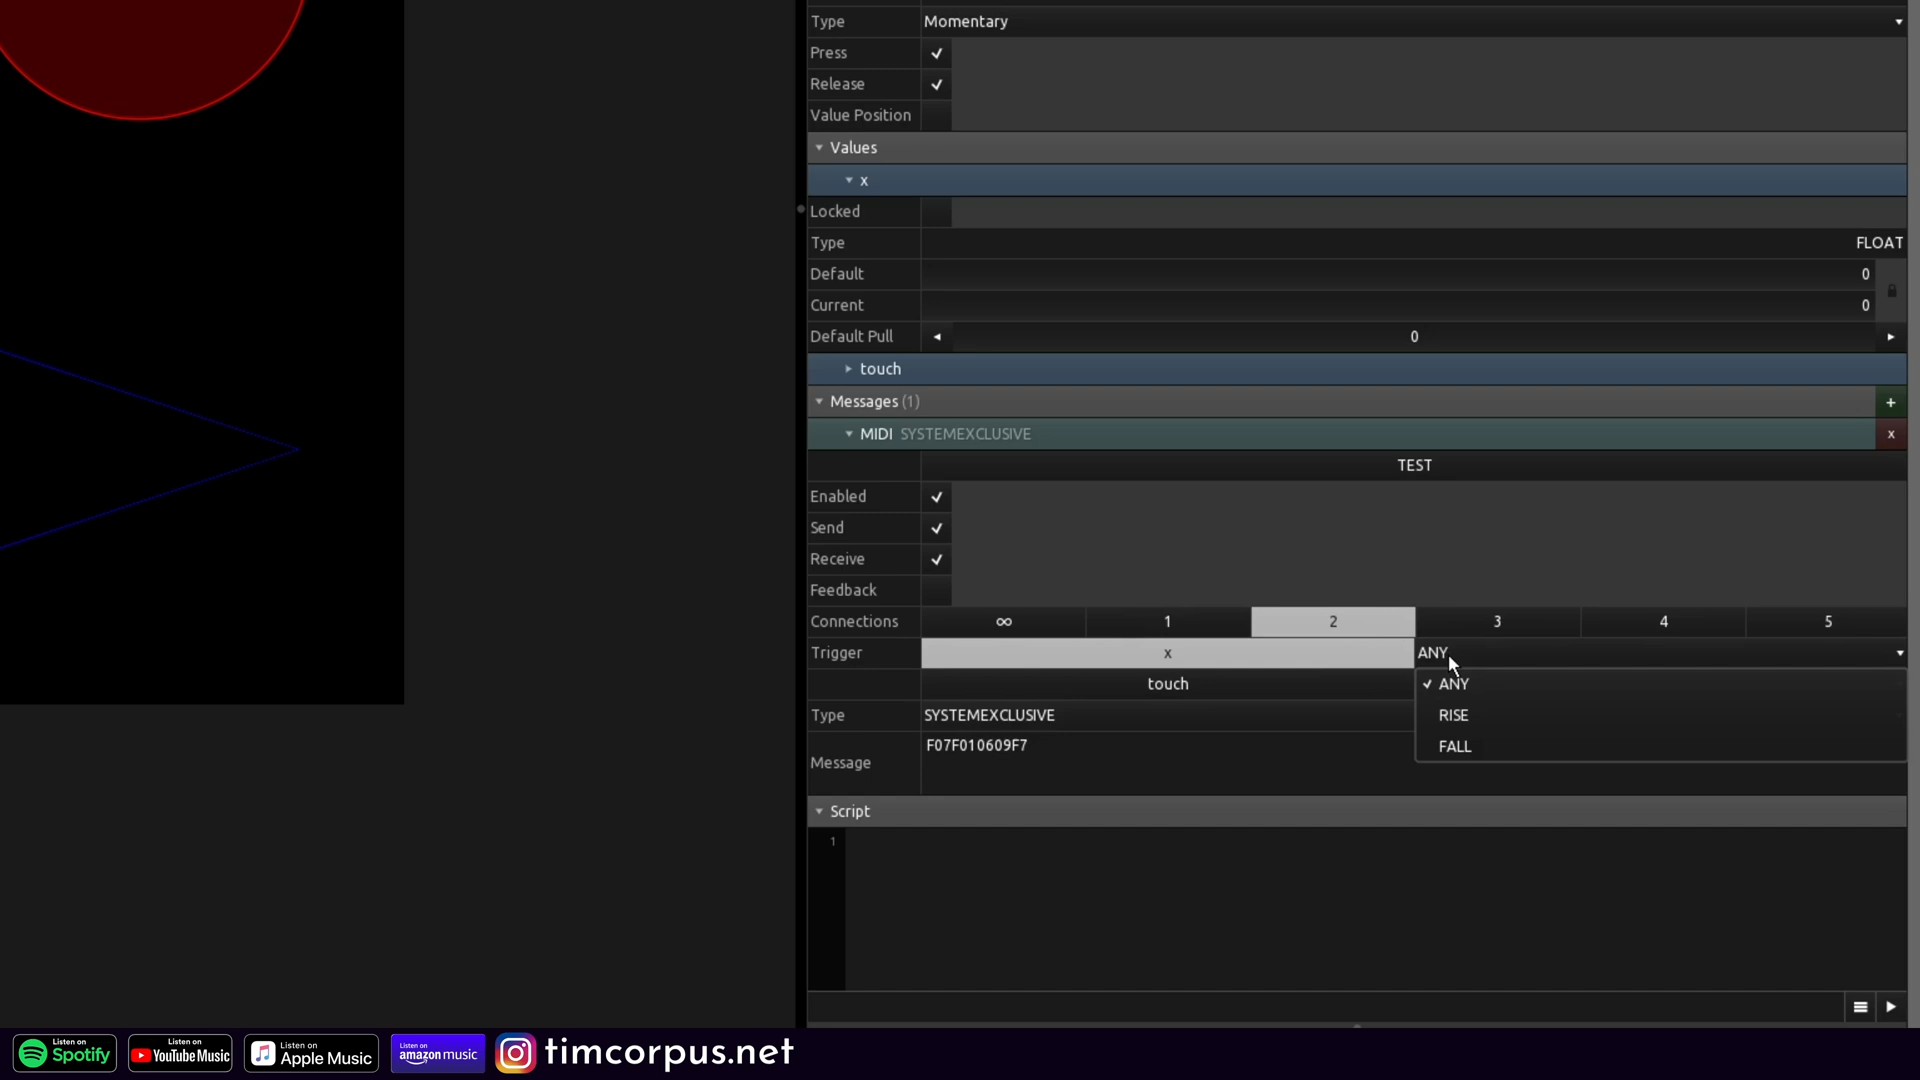 Type Momentary
Press
Release
Value Position
Values
x
Locked
Type FLOAT
Default 0
Current 0
Default Pull 0
touch
Messages (1) +
MIDI SYSTEMEXCLUSIVE x
TEST
Enabled
Send
Receive
Feedback
Connections ∞ 1 2 3 4 5
Trigger x ANY
touch ANY
Type SYSTEMEXCLUSIVE RISE
Message F07F010609F7 FALL
Script
1
Listen on Spotify Listen on YouTube Music Listen on Apple Music Listen on amazon music timcorpus.net